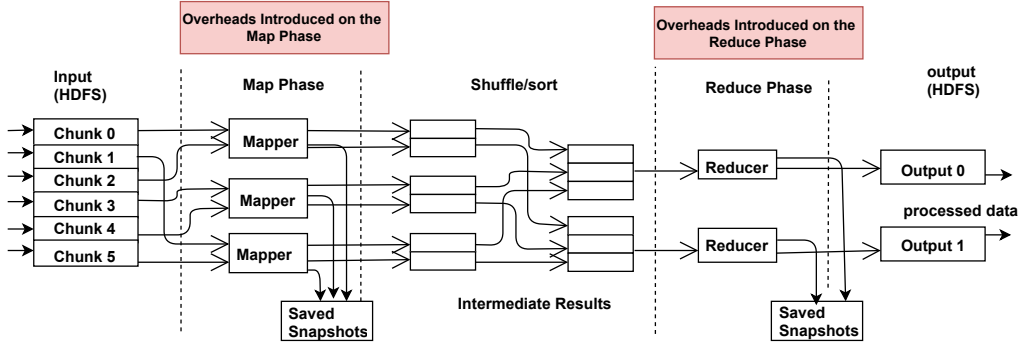 Overheads Introduced on the
Map Phase
Overheads Introduced on the
Reduce Phase
Input
(HDFS)
Map Phase
Shuffle/sort
Reduce Phase
output
(HDFS)
Chunk 0
Chunk 1
Chunk 2
Chunk 3
Chunk 4
Chunk 5
Mapper
Mapper
Mapper
Reducer
Reducer
Output 0
processed data
Output 1
Intermediate Results
Saved
Snapshots
Saved
Snapshots